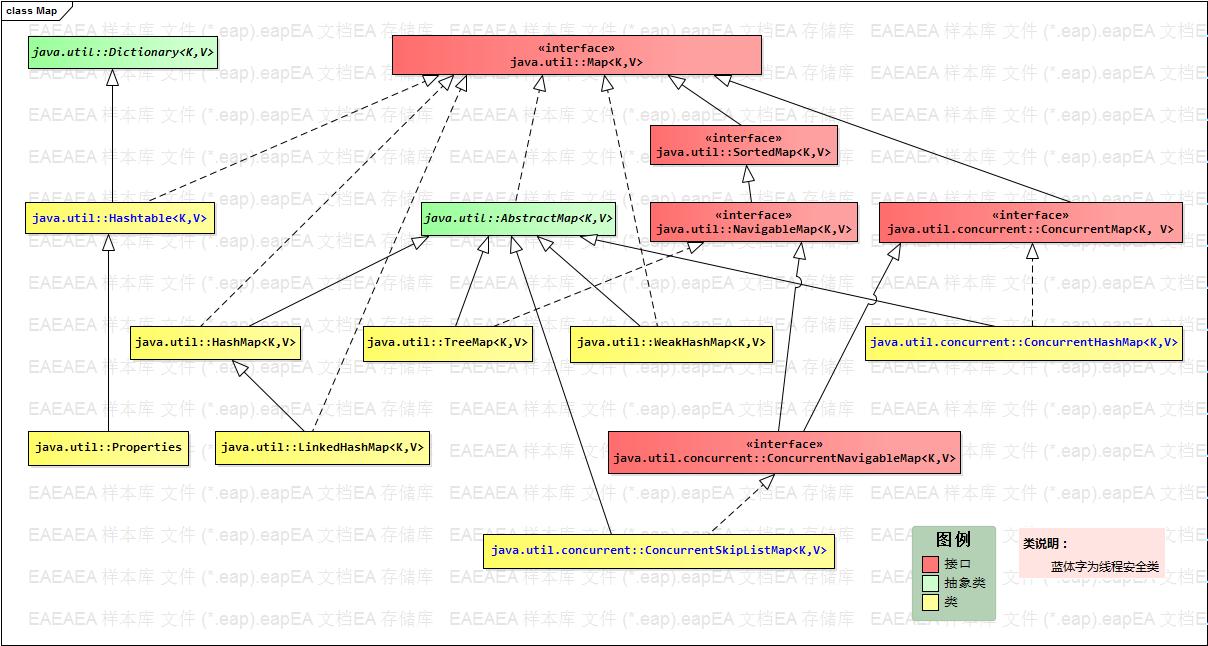 class Map
EAEAEA 样本库 文件 (*.eap).eapEA 文档EA 存储库
java.util::Dictionary<K,V>
«interface»
java.util::Map<K,V>
«interface»
java.util::SortedMap<K,V>
java.util::Hashtable<K,V>
java.util::AbstractMap<K,V>
«interface»
java.util::NavigableMap<K,V>
«interface»
java.util.concurrent::ConcurrentMap<K, V>
java.util::HashMap<K,V>
java.util::TreeMap<K,V>
java.util::WeakHashMap<K,V>
java.util.concurrent::ConcurrentHashMap<K,V>
java.util::Properties
java.util::LinkedHashMap<K,V>
«interface»
java.util.concurrent::ConcurrentNavigableMap<K,V>
java.util.concurrent::ConcurrentSkipListMap<K,V>
图例
接口
抽象类
类
类说明：
蓝体字为线程安全类